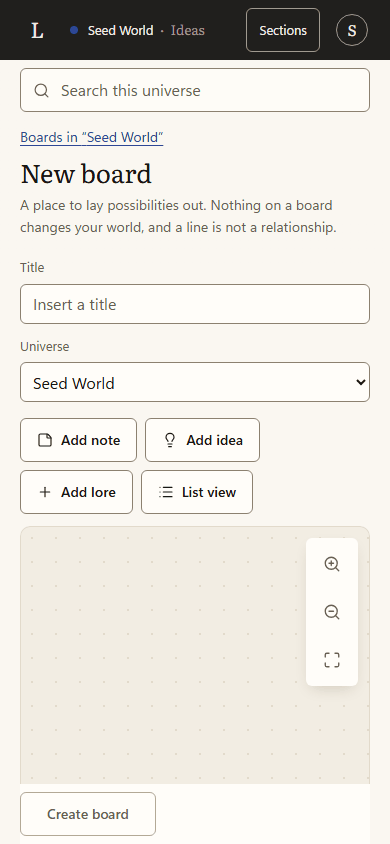 L
Seed World · Ideas
Sections
S
Search this universe
Boards in “Seed World”
New board
A place to lay possibilities out. Nothing on a board
changes your world, and a line is not a relationship.
Title
Insert a title
Universe
Seed World
Add note
Add idea
Add lore
List view
Create board